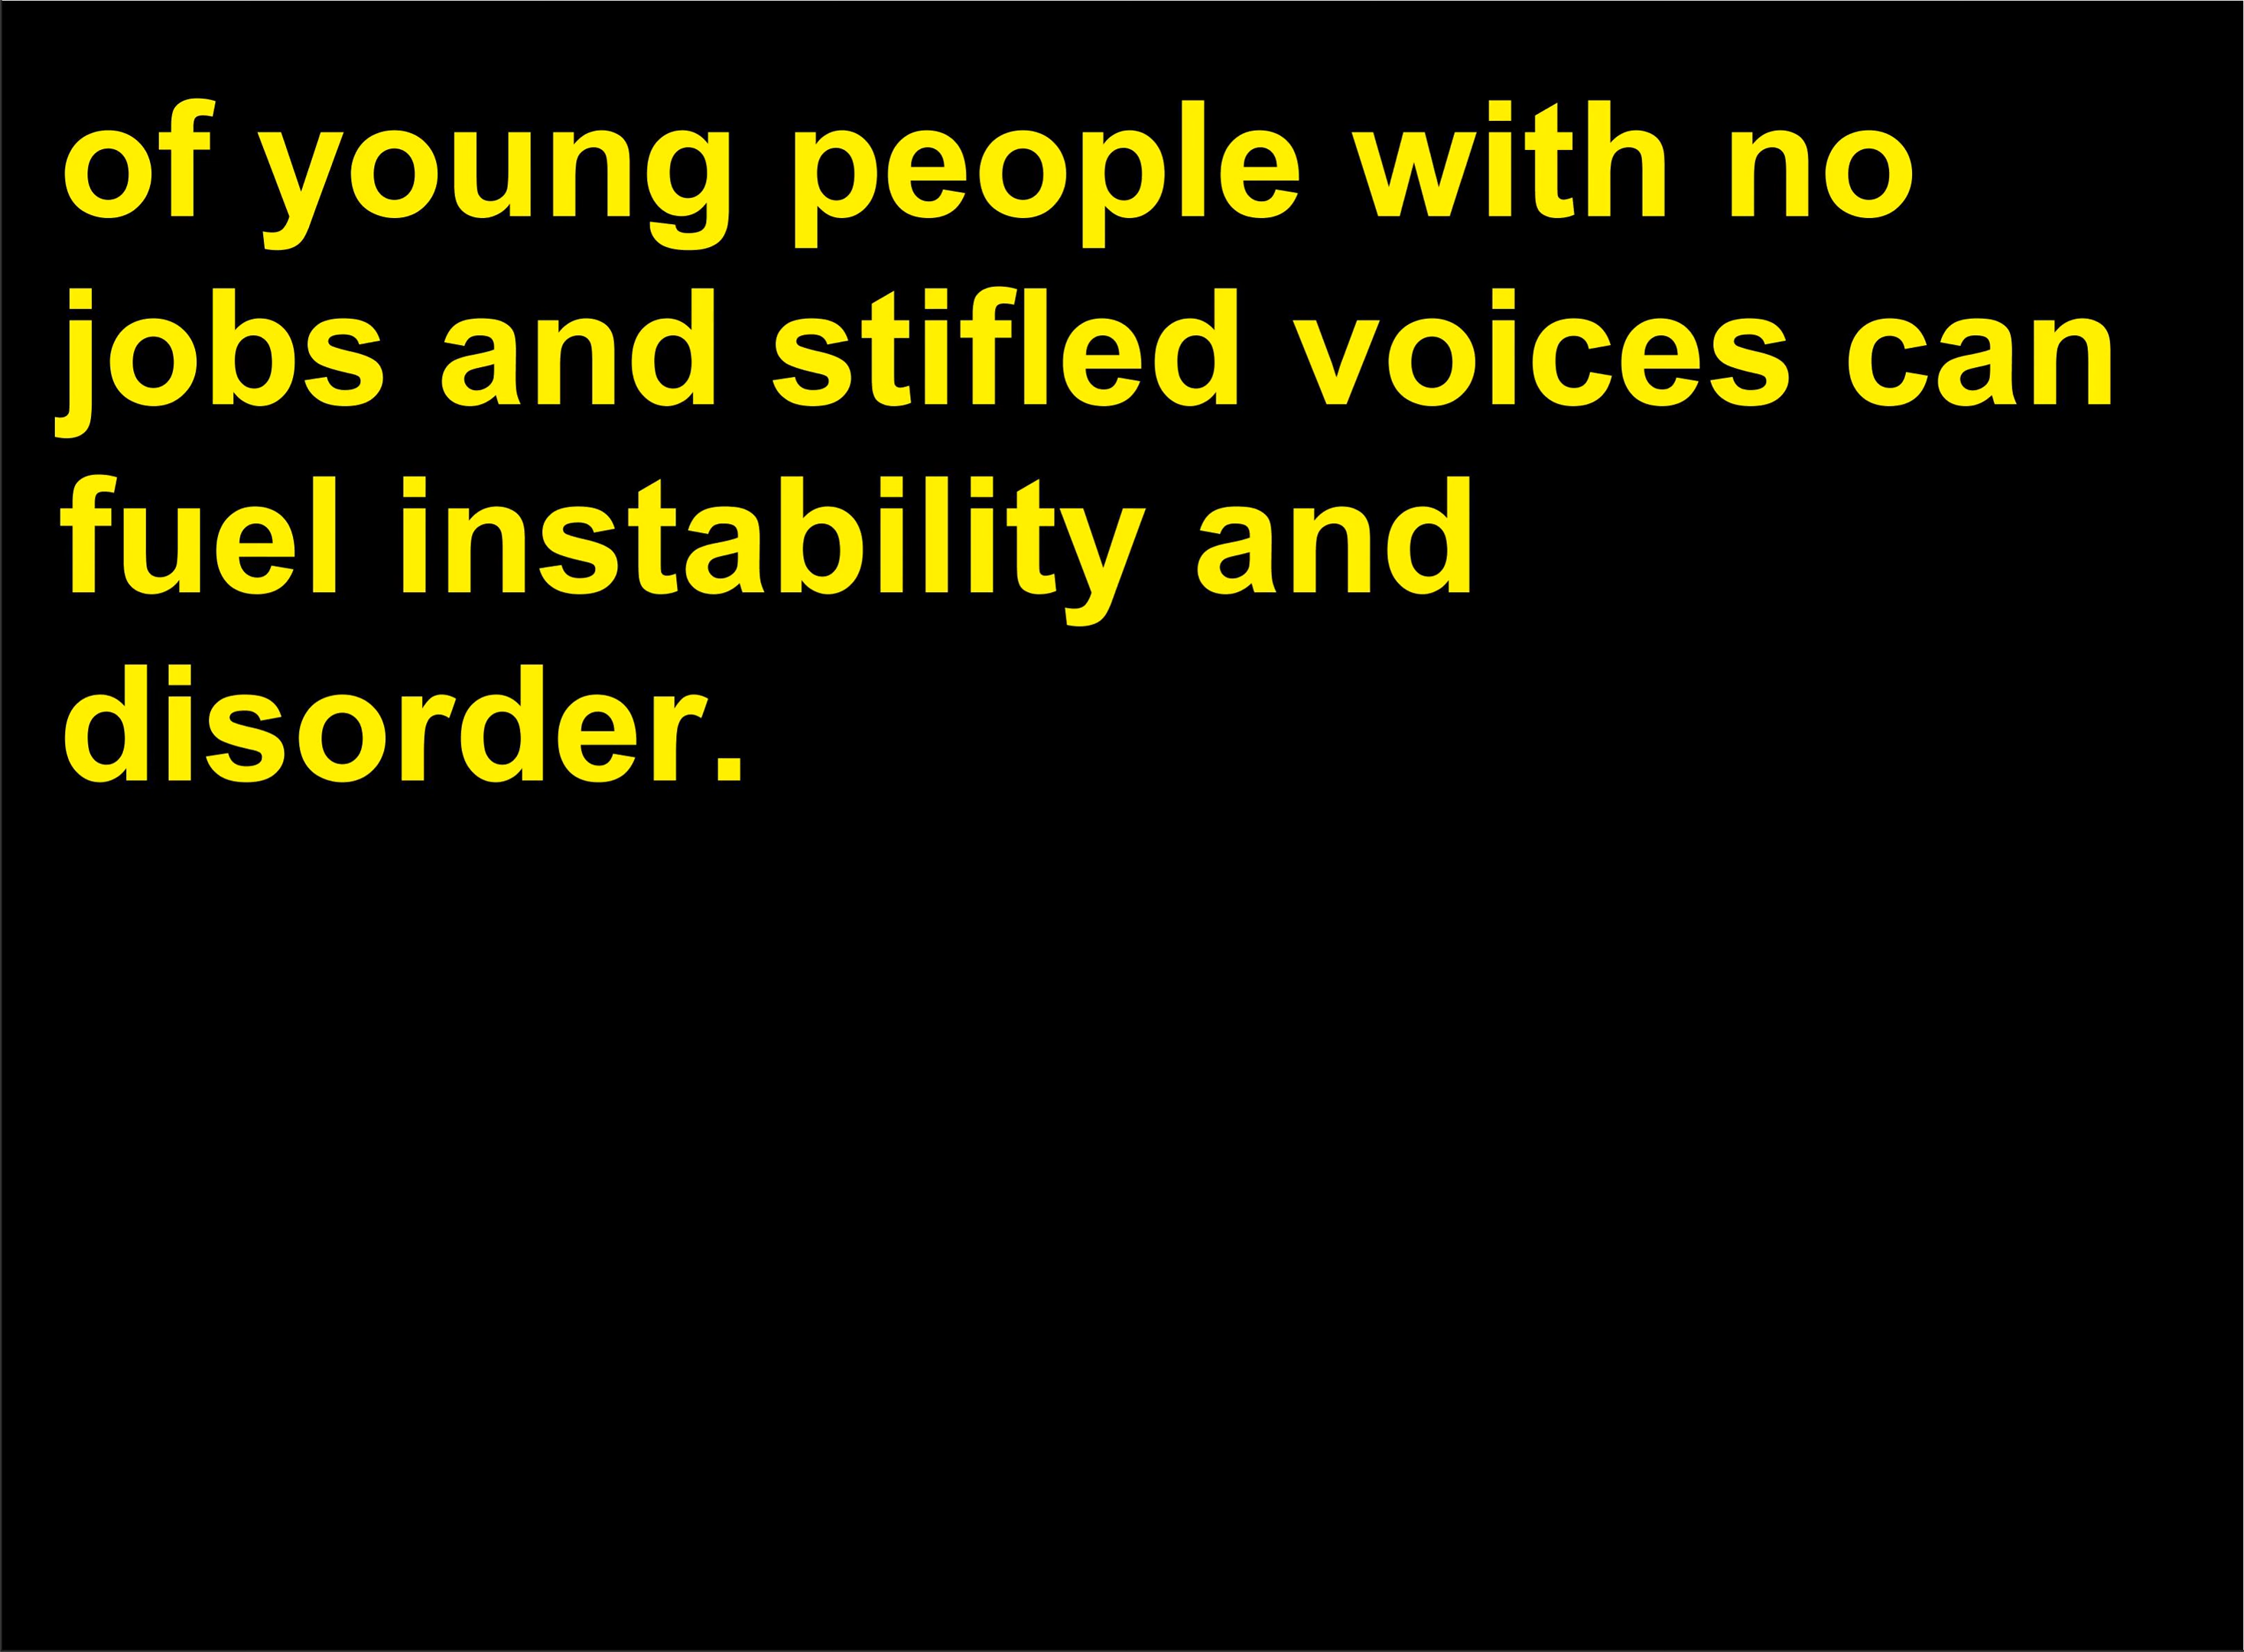 of young people with no
jobs and stifled voices can
fuel instability and
disorder.